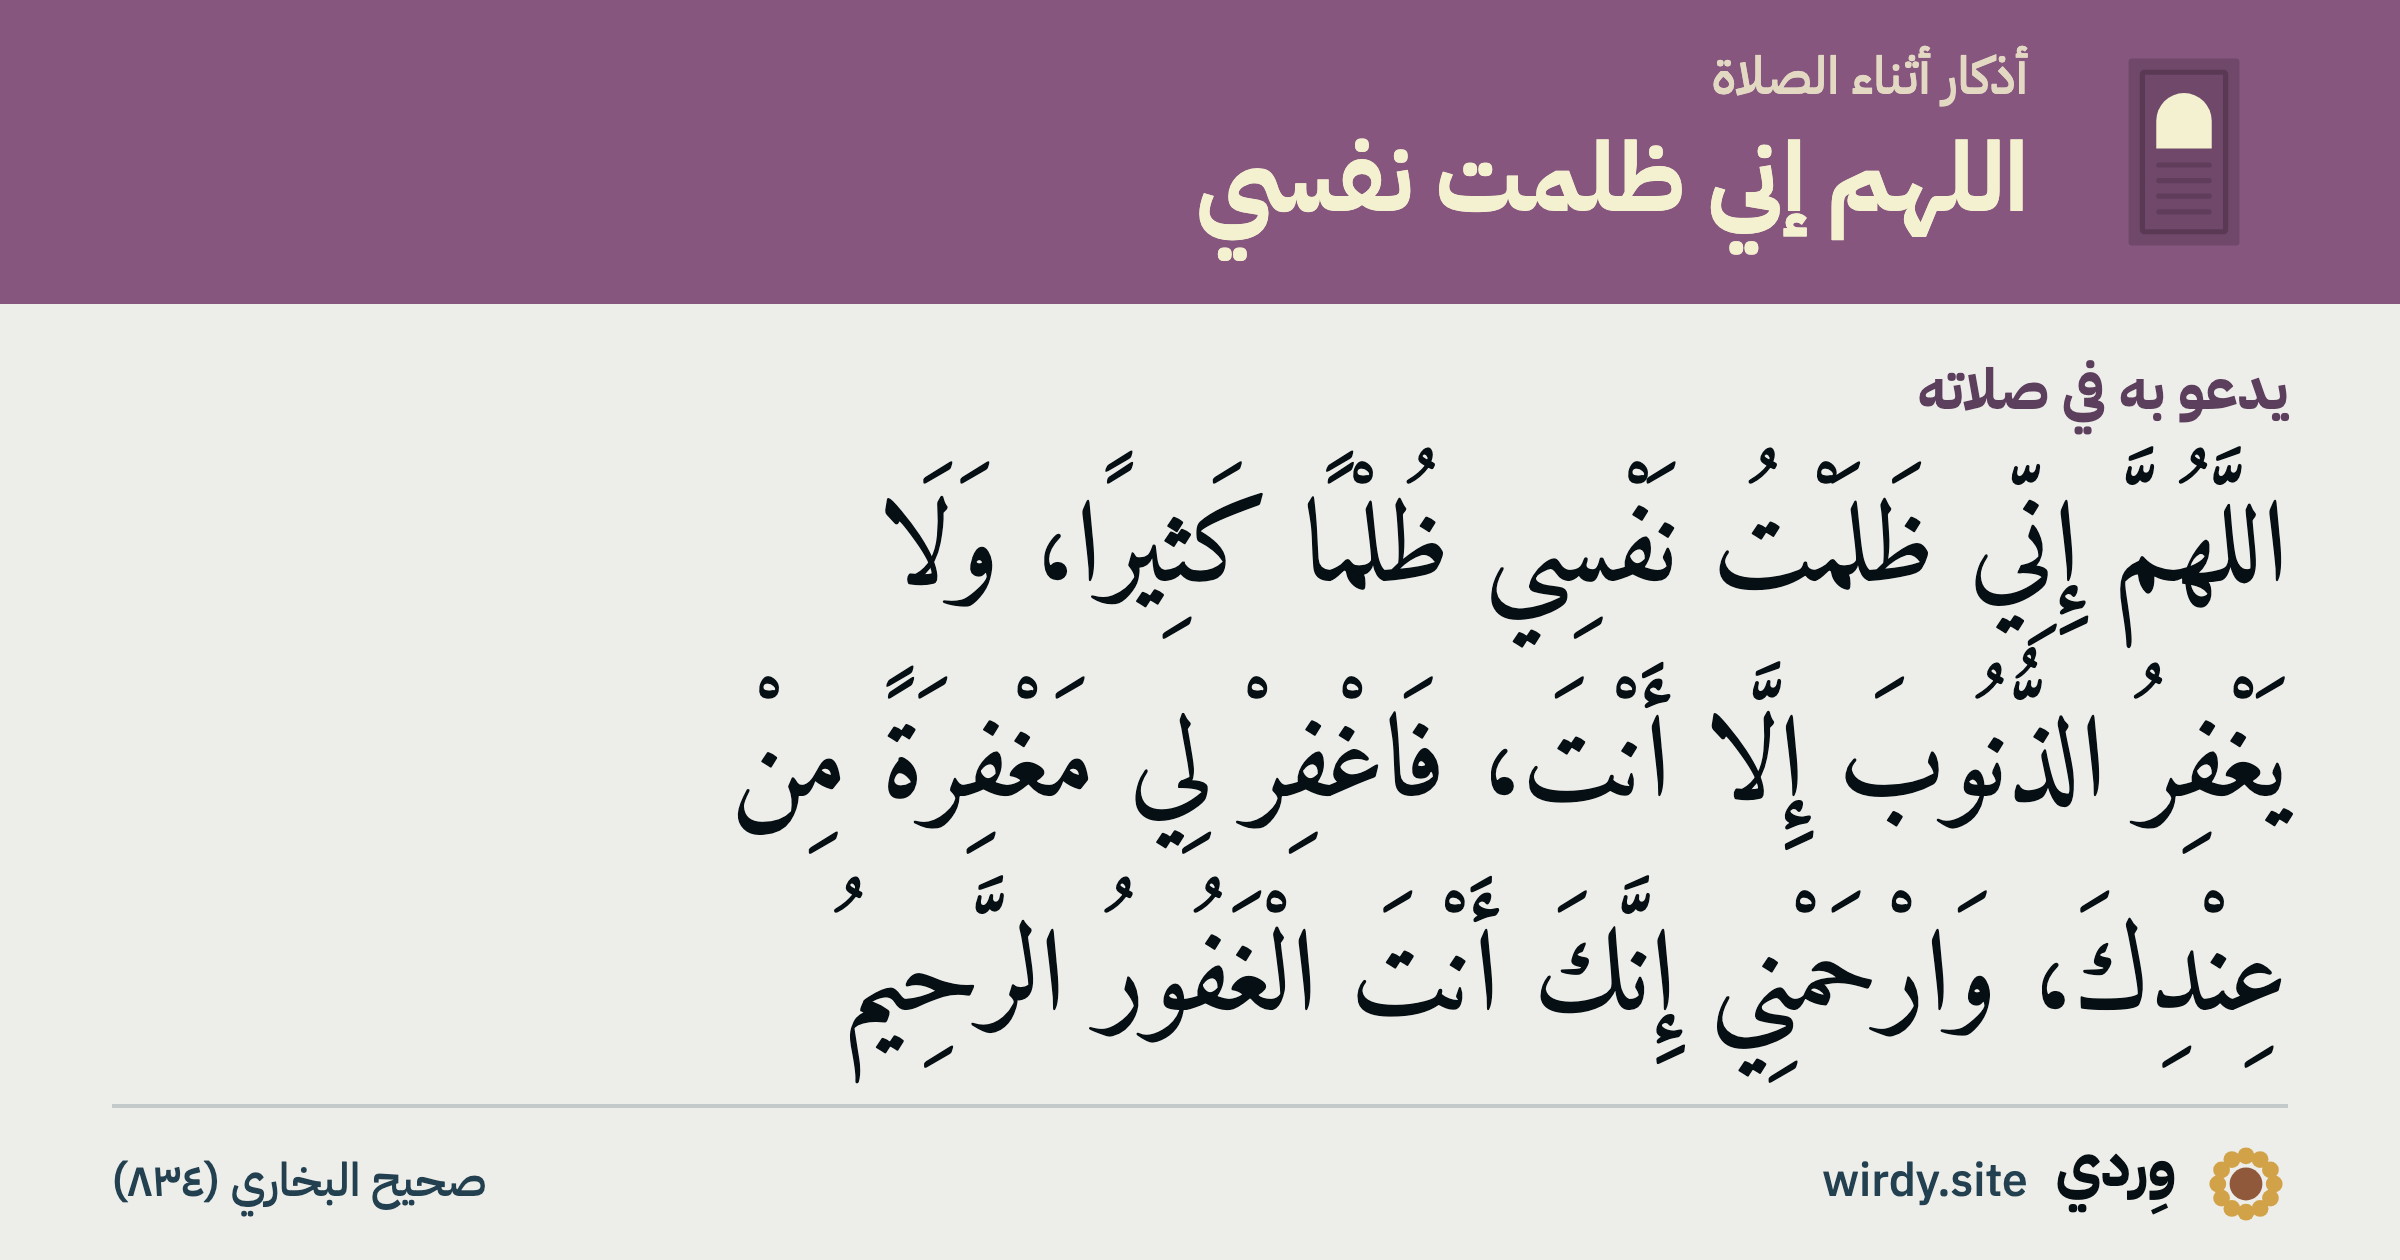 أذكار أثناء الصلاة
اللهم إني ظلمت نفسي
يدعو به في صلاته
اللَّهُمَّ إِنِّي ظَلَمْتُ نَفْسِي ظُلْمًا كَثِيرًا، وَلَا
يَغْفِرُ الذُّنُوبَ إِلَّا أَنْتَ، فَاغْفِرْ لِي مَغْفِرَةً مِنْ
عِنْدِكَ، وَارْحَمْنِي إِنَّكَ أَنْتَ الْغَفُورُ الرَّحِيمُ
وِردي wirdy.site
صحيح البخاري (٨٣٤)